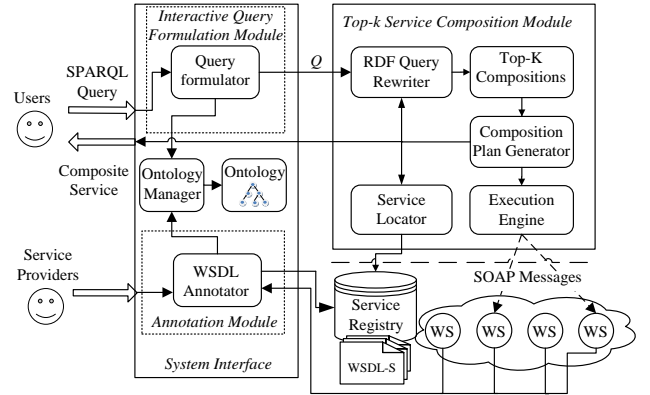 Interactive Query
Formulation Module
Top-k Service Composition Module
SPARQL
Query
Query
formulator
Q
RDF Query
Rewriter
Top-K
Compositions
Users
Composition
Plan Generator
Composite
Service
Ontology
Manager
Ontology
Service
Locator
Execution
Engine
Service
Providers
WSDL
Annotator
SOAP Messages
Service
Registry
WS
WS
WS
WS
Annotation Module
WSDL-S
System Interface